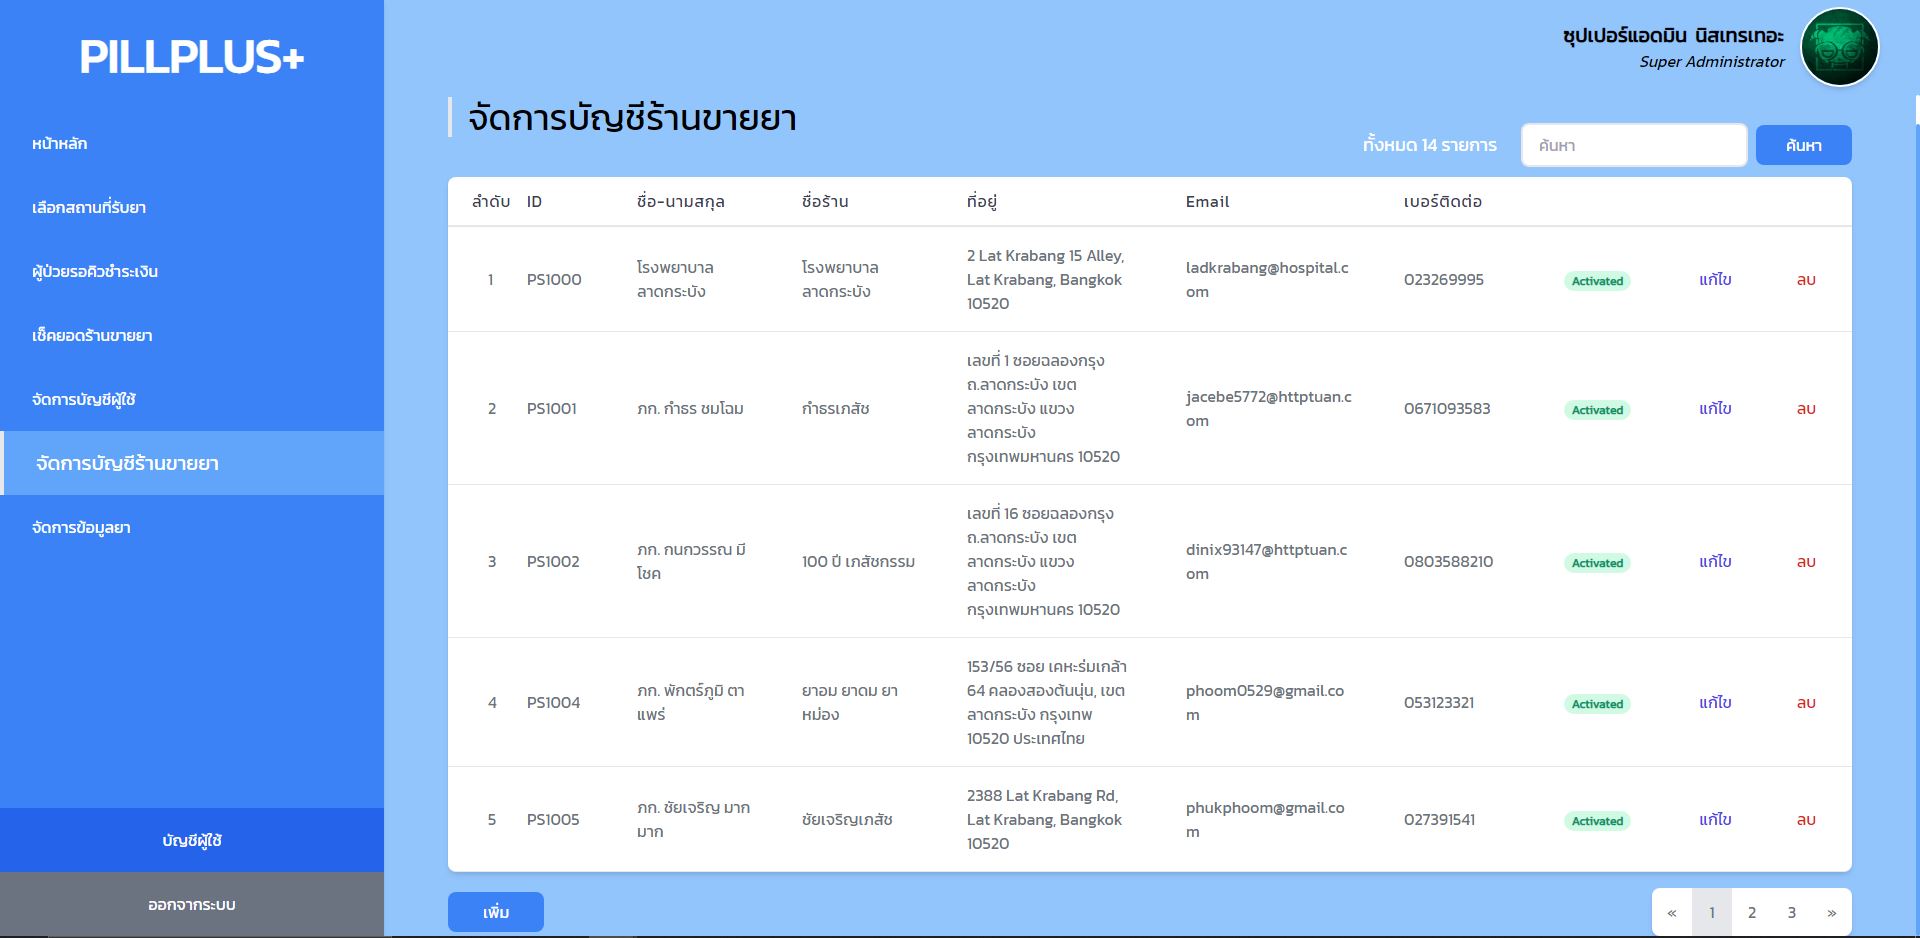 PILLPLUS+
หน้าหลัก
เลือกสถานที่รับยา
ผู้ป่วยรอคิวชำระเงิน
เช็คยอดร้านขายยา
จัดการบัญชีผู้ใช้
จัดการบัญชีร้านขายยา
จัดการข้อมูลยา
บัญชีผู้ใช้
ออกจากระบบ
ซุปเปอร์แอดมิน นิสเทรเทอะ
Super Administrator
จัดการบัญชีร้านขายยา
ทั้งหมด 14 รายการ ค้นหา ค้นหา
ลำดับ ID ชื่อ-นามสกุล ชื่อร้าน ที่อยู่ Email เบอร์ติดต่อ
1 PS1000
โรงพยาบาล
ลาดกระบัง
โรงพยาบาล
ลาดกระบัง
2 Lat Krabang 15 Alley,
Lat Krabang, Bangkok
10520
ladkrabang@hospital.c
om
023269995 Activated แก้ไข ลบ
2 PS1001 ภก. กำธร ชมโฉม กำธรเภสัช
เลขที่ 1 ซอยฉลองกรุง
ถ.ลาดกระบัง เขต
ลาดกระบัง แขวง
ลาดกระบัง
กรุงเทพมหานคร 10520
jacebe5772@httptuan.c
om
0671093583 Activated แก้ไข ลบ
3 PS1002
ภก. กนกวรรณ มี
โชค
100 ปี เภสัชกรรม
เลขที่ 16 ซอยฉลองกรุง
ถ.ลาดกระบัง เขต
ลาดกระบัง แขวง
ลาดกระบัง
กรุงเทพมหานคร 10520
dinix93147@httptuan.c
om
0803588210 Activated แก้ไข ลบ
4 PS1004
ภก. พักตร์ภูมิ ตา
แพร่
ยาอม ยาดม ยา
หม่อง
153/56 ซอย เคหะร่มเกล้า
64 คลองสองต้นนุ่น, เขต
ลาดกระบัง กรุงเทพ
10520 ประเทศไทย
phoom0529@gmail.co
m
053123321 Activated แก้ไข ลบ
5 PS1005
ภก. ชัยเจริญ มาก
มาก
ชัยเจริญเภสัช
2388 Lat Krabang Rd,
Lat Krabang, Bangkok
10520
phukphoom@gmail.co
m
027391541 Activated แก้ไข ลบ
เพิ่ม
« 1 2 3 »